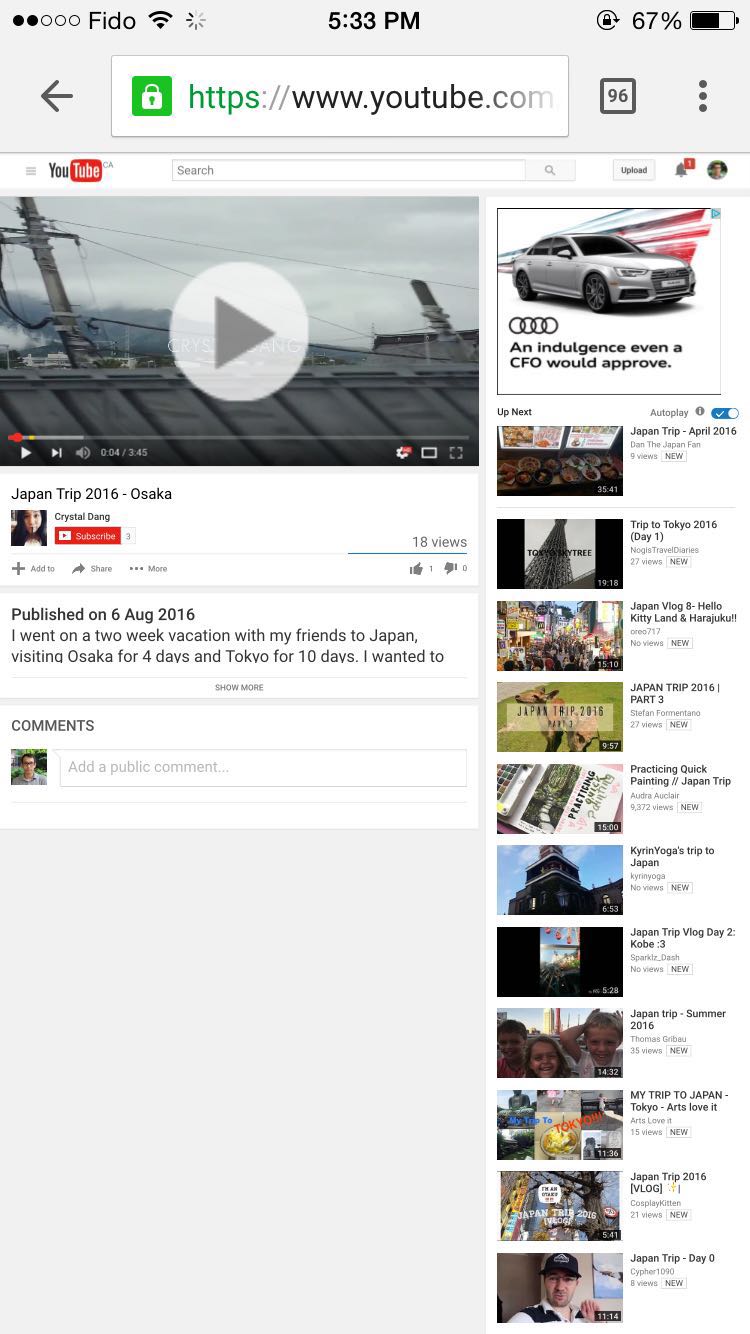 Fido
5:33 PM
67%
https://www.youtube.com
96
YouTube CA
Search
Upload
1
CRYSTAL DANG
0:04 / 3:45
Japan Trip 2016 - Osaka
Crystal Dang
Subscribe 3
18 views
Add to Share More
1 0
Published on 6 Aug 2016
I went on a two week vacation with my friends to Japan,
visiting Osaka for 4 days and Tokyo for 10 days. I wanted to
SHOW MORE
COMMENTS
Add a public comment...
An indulgence even a
CFO would approve.
Up Next Autoplay
35:41
Japan Trip - April 2016
Dan The Japan Fan
9 views NEW
TOKYO SKYTREE
19:18
Trip to Tokyo 2016
(Day 1)
NogisTravelDiaries
27 views NEW
15:10
Japan Vlog 8- Hello
Kitty Land & Harajuku!!
oreo717
No views NEW
JAPAN TRIP 2016
PART 3
9:57
JAPAN TRIP 2016 |
PART 3
Stefan Formentano
27 views NEW
PRACTICING
quick
painting
15:00
Practicing Quick
Painting // Japan Trip
Audra Auclair
9,372 views NEW
6:53
KyrinYoga's trip to
Japan
kyrinyoga
No views NEW
5:28
Japan Trip Vlog Day 2:
Kobe :3
Sparklz_Dash
No views NEW
14:32
Japan trip - Summer
2016
Thomas Gribau
35 views NEW
My Trip To
TOKYO!!!!
11:36
MY TRIP TO JAPAN -
Tokyo - Arts love it
Arts Love it
15 views NEW
I'M AN
OTAKU
JAPAN TRIP 2016
[VLOG]
5:41
Japan Trip 2016
[VLOG] ✨|
CosplayKitten
21 views NEW
11:14
Japan Trip - Day 0
Cypher1090
8 views NEW